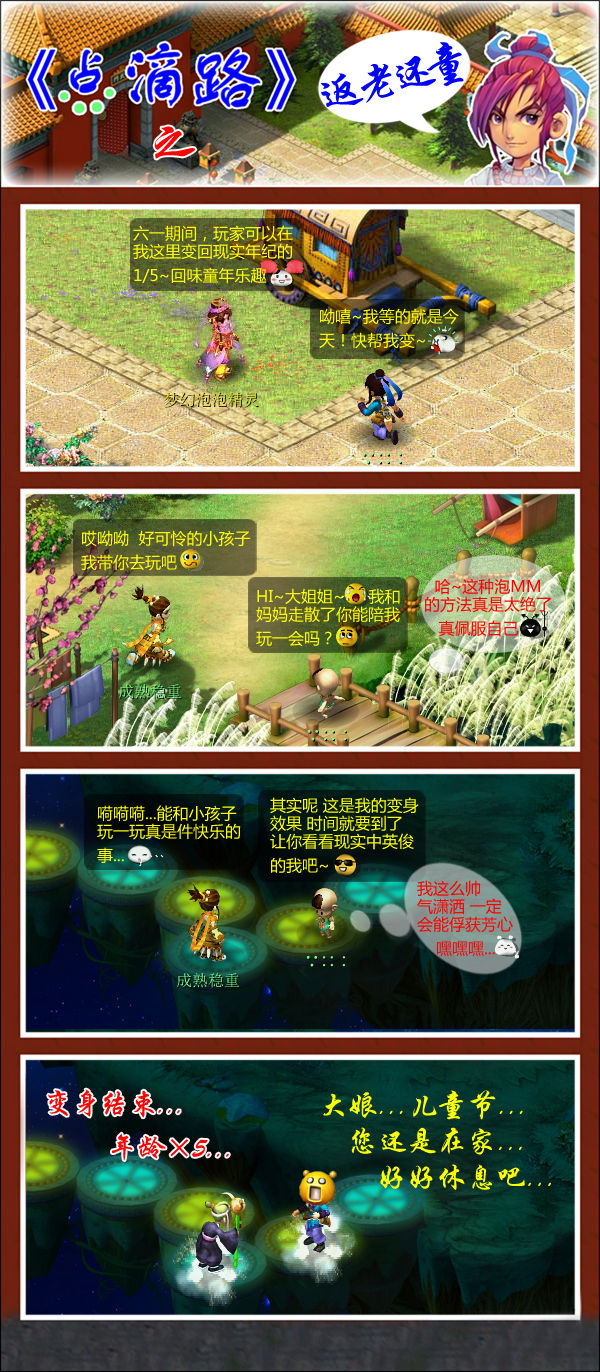 《点滴路》
之
返老还童
六一期间，玩家可以在
我这里变回现实年纪的
1/5~回味童年乐趣
呦嘻~我等的就是今
天！快帮我变~
梦幻泡泡精灵
哎呦呦 好可怜的小孩子
我带你去玩吧
HI~大姐姐~我和
妈妈走散了你能陪我
玩一会吗？
哈~这种泡MM
的方法真是太绝了
真佩服自己
成熟稳重
嗬嗬嗬...能和小孩子
玩一玩真是件快乐的
事...
其实呢 这是我的变身
效果 时间就要到了
让你看看现实中英俊
的我吧~
我这么帅
气潇洒 一定
会能俘获芳心
嘿嘿嘿...
成熟稳重
变身结束...
年龄×5...
大娘...儿童节...
您还是在家...
好好休息吧...